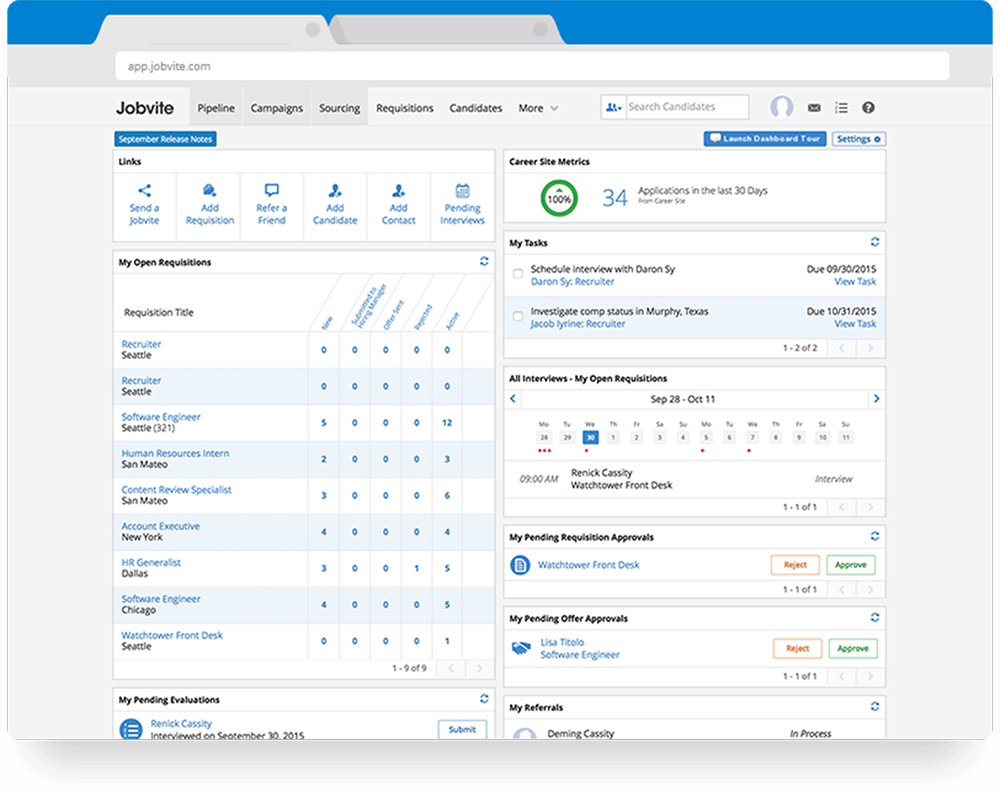 app.jobvite.com
Jobvite Pipeline Campaigns Sourcing Requisitions Candidates More Search Candidates
September Release Notes
Launch Dashboard Tour Settings
Links
Send a Jobvite
Add Requisition
Refer a Friend
Add Candidate
Add Contact
Pending Interviews
My Open Requisitions
Requisition Title New Submitted to Hiring Manager Offer Sent Rejected Active
Recruiter 0 0 0 0 0
Seattle
Recruiter 0 0 0 0 0
Seattle
Software Engineer 5 0 0 0 12
Seattle (321)
Human Resources Intern 2 0 0 0 3
San Mateo
Content Review Specialist 3 0 0 0 6
San Mateo
Account Executive 4 0 0 0 4
New York
HR Generalist 3 0 0 1 5
Dallas
Software Engineer 4 0 0 0 5
Chicago
Watchtower Front Desk 0 0 0 0 1
Seattle
1 - 9 of 9
My Pending Evaluations
Renick Cassity
Interviewed on September 30, 2015
Submit
Career Site Metrics
100% 34 Applications in the last 30 Days
From Career Site
My Tasks
Schedule interview with Daron Sy Due 09/30/2015
Daron Sy: Recruiter View Task
Investigate comp status in Murphy, Texas Due 10/31/2015
Jacob Iyrine: Recruiter View Task
1 - 2 of 2
All Interviews - My Open Requisitions
Sep 28 - Oct 11
Mo Tu We Th Fr Sa Su Mo Tu We Th Fr Sa Su
28 29 30 1 2 3 4 5 6 7 8 9 10 11
09:00 AM Renick Cassity Interview
Watchtower Front Desk
1 - 1 of 1
My Pending Requisition Approvals
Watchtower Front Desk Reject Approve
1 - 1 of 1
My Pending Offer Approvals
Lisa Titolo
Software Engineer
Reject Approve
1 - 1 of 1
My Referrals
Deming Cassity In Process